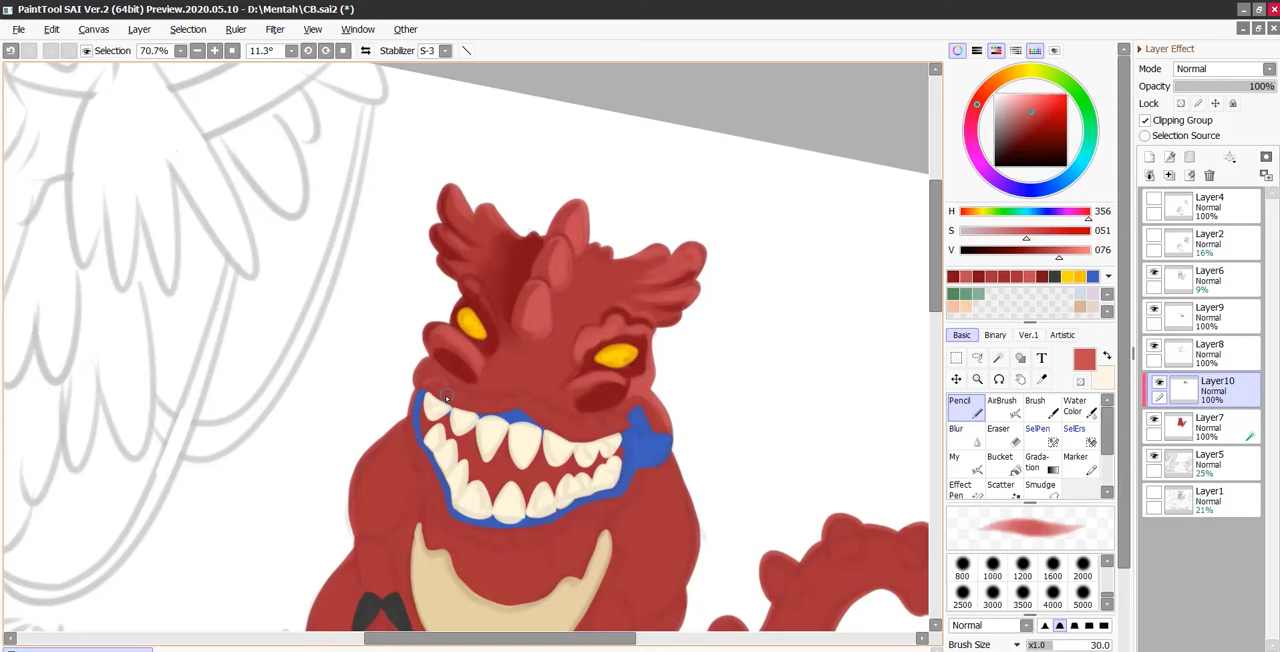 PaintTool SAI Ver.2 (64bit) Preview.2020.05.10 - D:\Mentah\CB.sai2 (*)
File Edit Canvas Layer Selection Ruler Filter View Window Other
Selection 70.7% 11.3° Stabilizer S-3
H 356
S 051
V 076
Basic Binary Ver.1 Artistic
T
Pencil AirBrush Brush Water Color
Blur Eraser SelPen SelErs
My Bucket Grada-tion Marker
Effect Pen Scatter Smudge
800 1000 1200 1600 2000
2500 3000 3500 4000 5000
Normal
Brush Size x1.0 30.0
Layer Effect
Mode Normal
Opacity 100%
Lock
Clipping Group
Selection Source
Layer4
Normal
100%
Layer2
Normal
16%
Layer6
Normal
9%
Layer9
Normal
100%
Layer8
Normal
100%
Layer10
Normal
100%
Layer7
Normal
100%
Layer5
Normal
25%
Layer1
Normal
21%